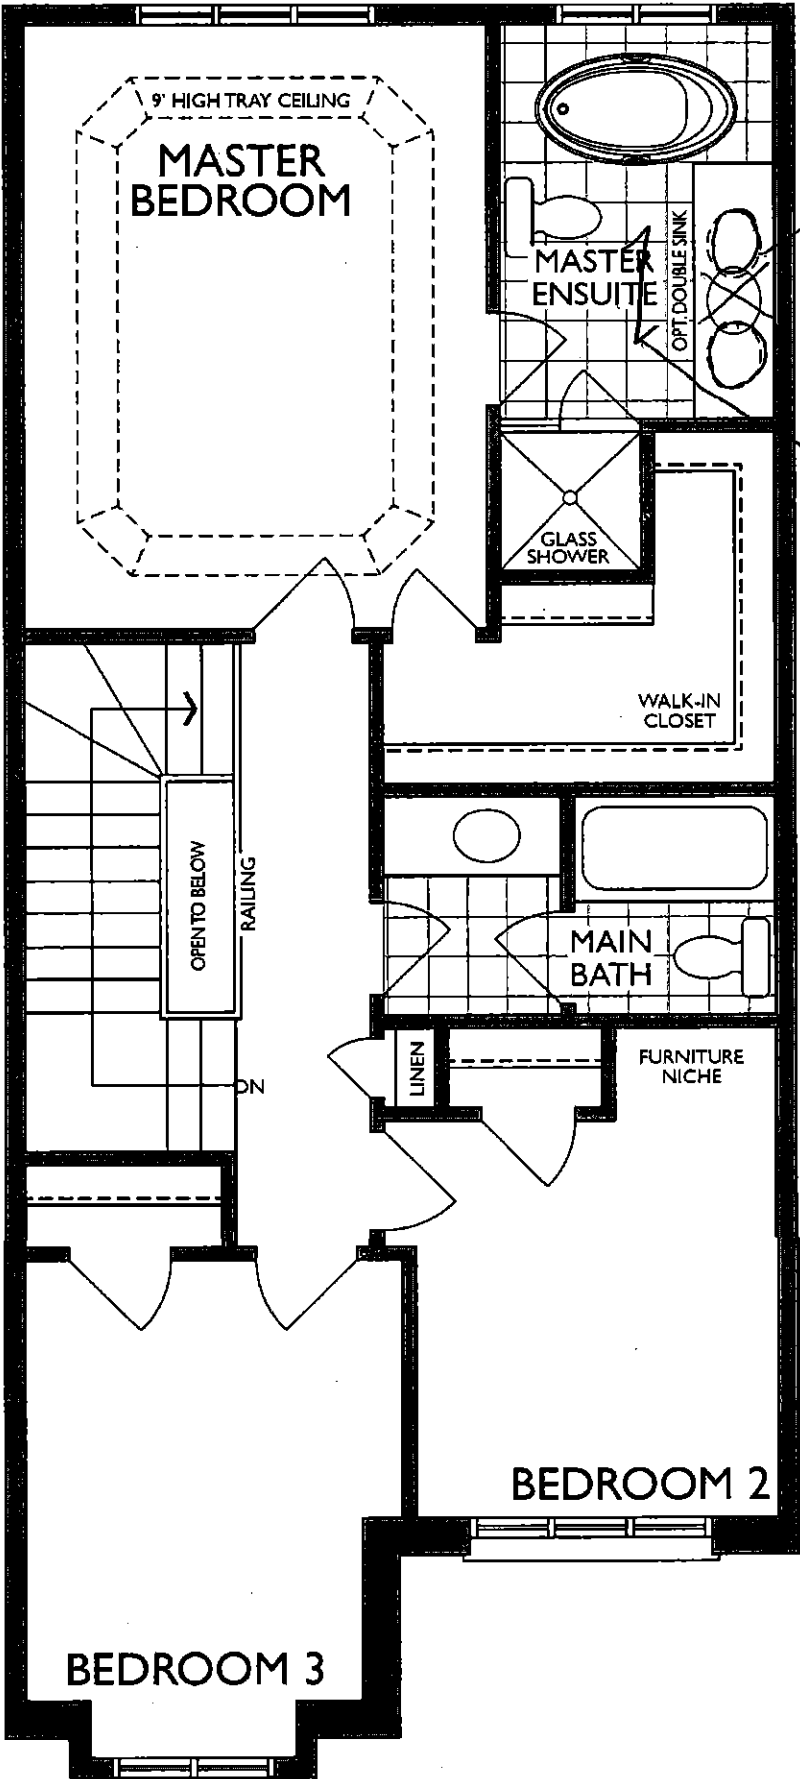 9' HIGH TRAY CEILING
MASTER
BEDROOM
MASTER
ENSUITE
OPT. DOUBLE SINK
GLASS
SHOWER
WALK-IN
CLOSET
OPEN TO BELOW
RAILING
MAIN
BATH
LINEN
FURNITURE
NICHE
DN
BEDROOM 2
BEDROOM 3